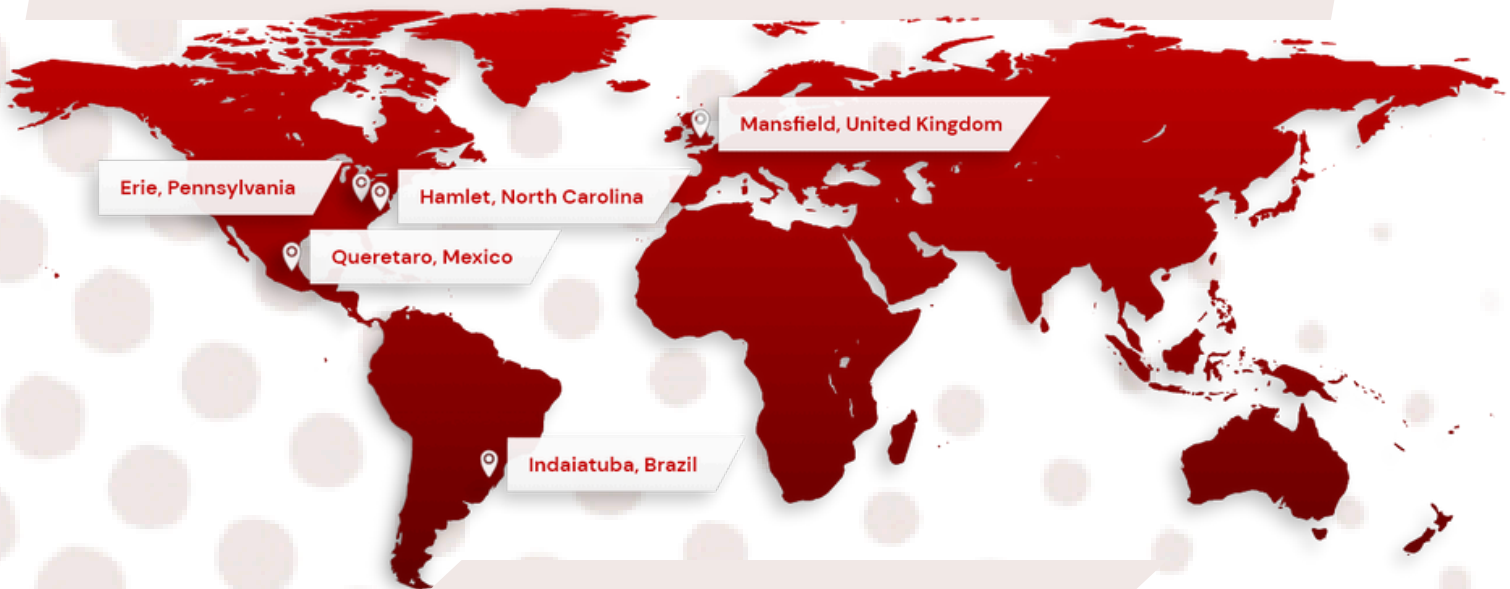 Mansfield, United Kingdom
Erie, Pennsylvania
Hamlet, North Carolina
Queretaro, Mexico
Indaiatuba, Brazil